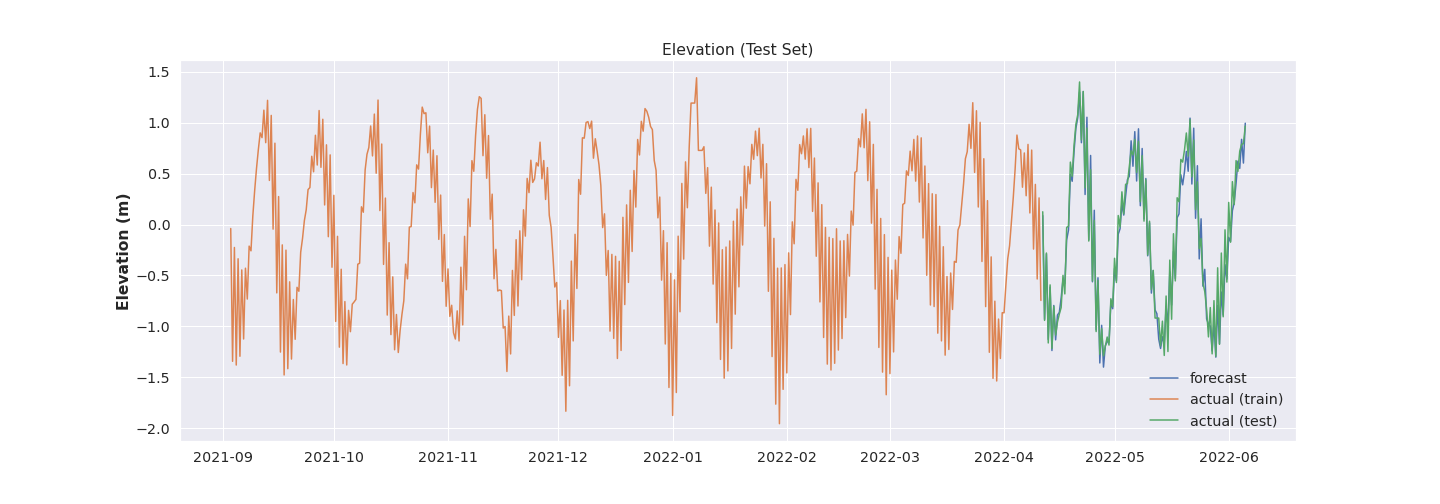 Elevation (Test Set)
Elevation (m)
1.5
1.0
0.5
0.0
−0.5
−1.0
−1.5
−2.0
2021-09 2021-10 2021-11 2021-12 2022-01 2022-02 2022-03 2022-04 2022-05 2022-06
forecast
actual (train)
actual (test)